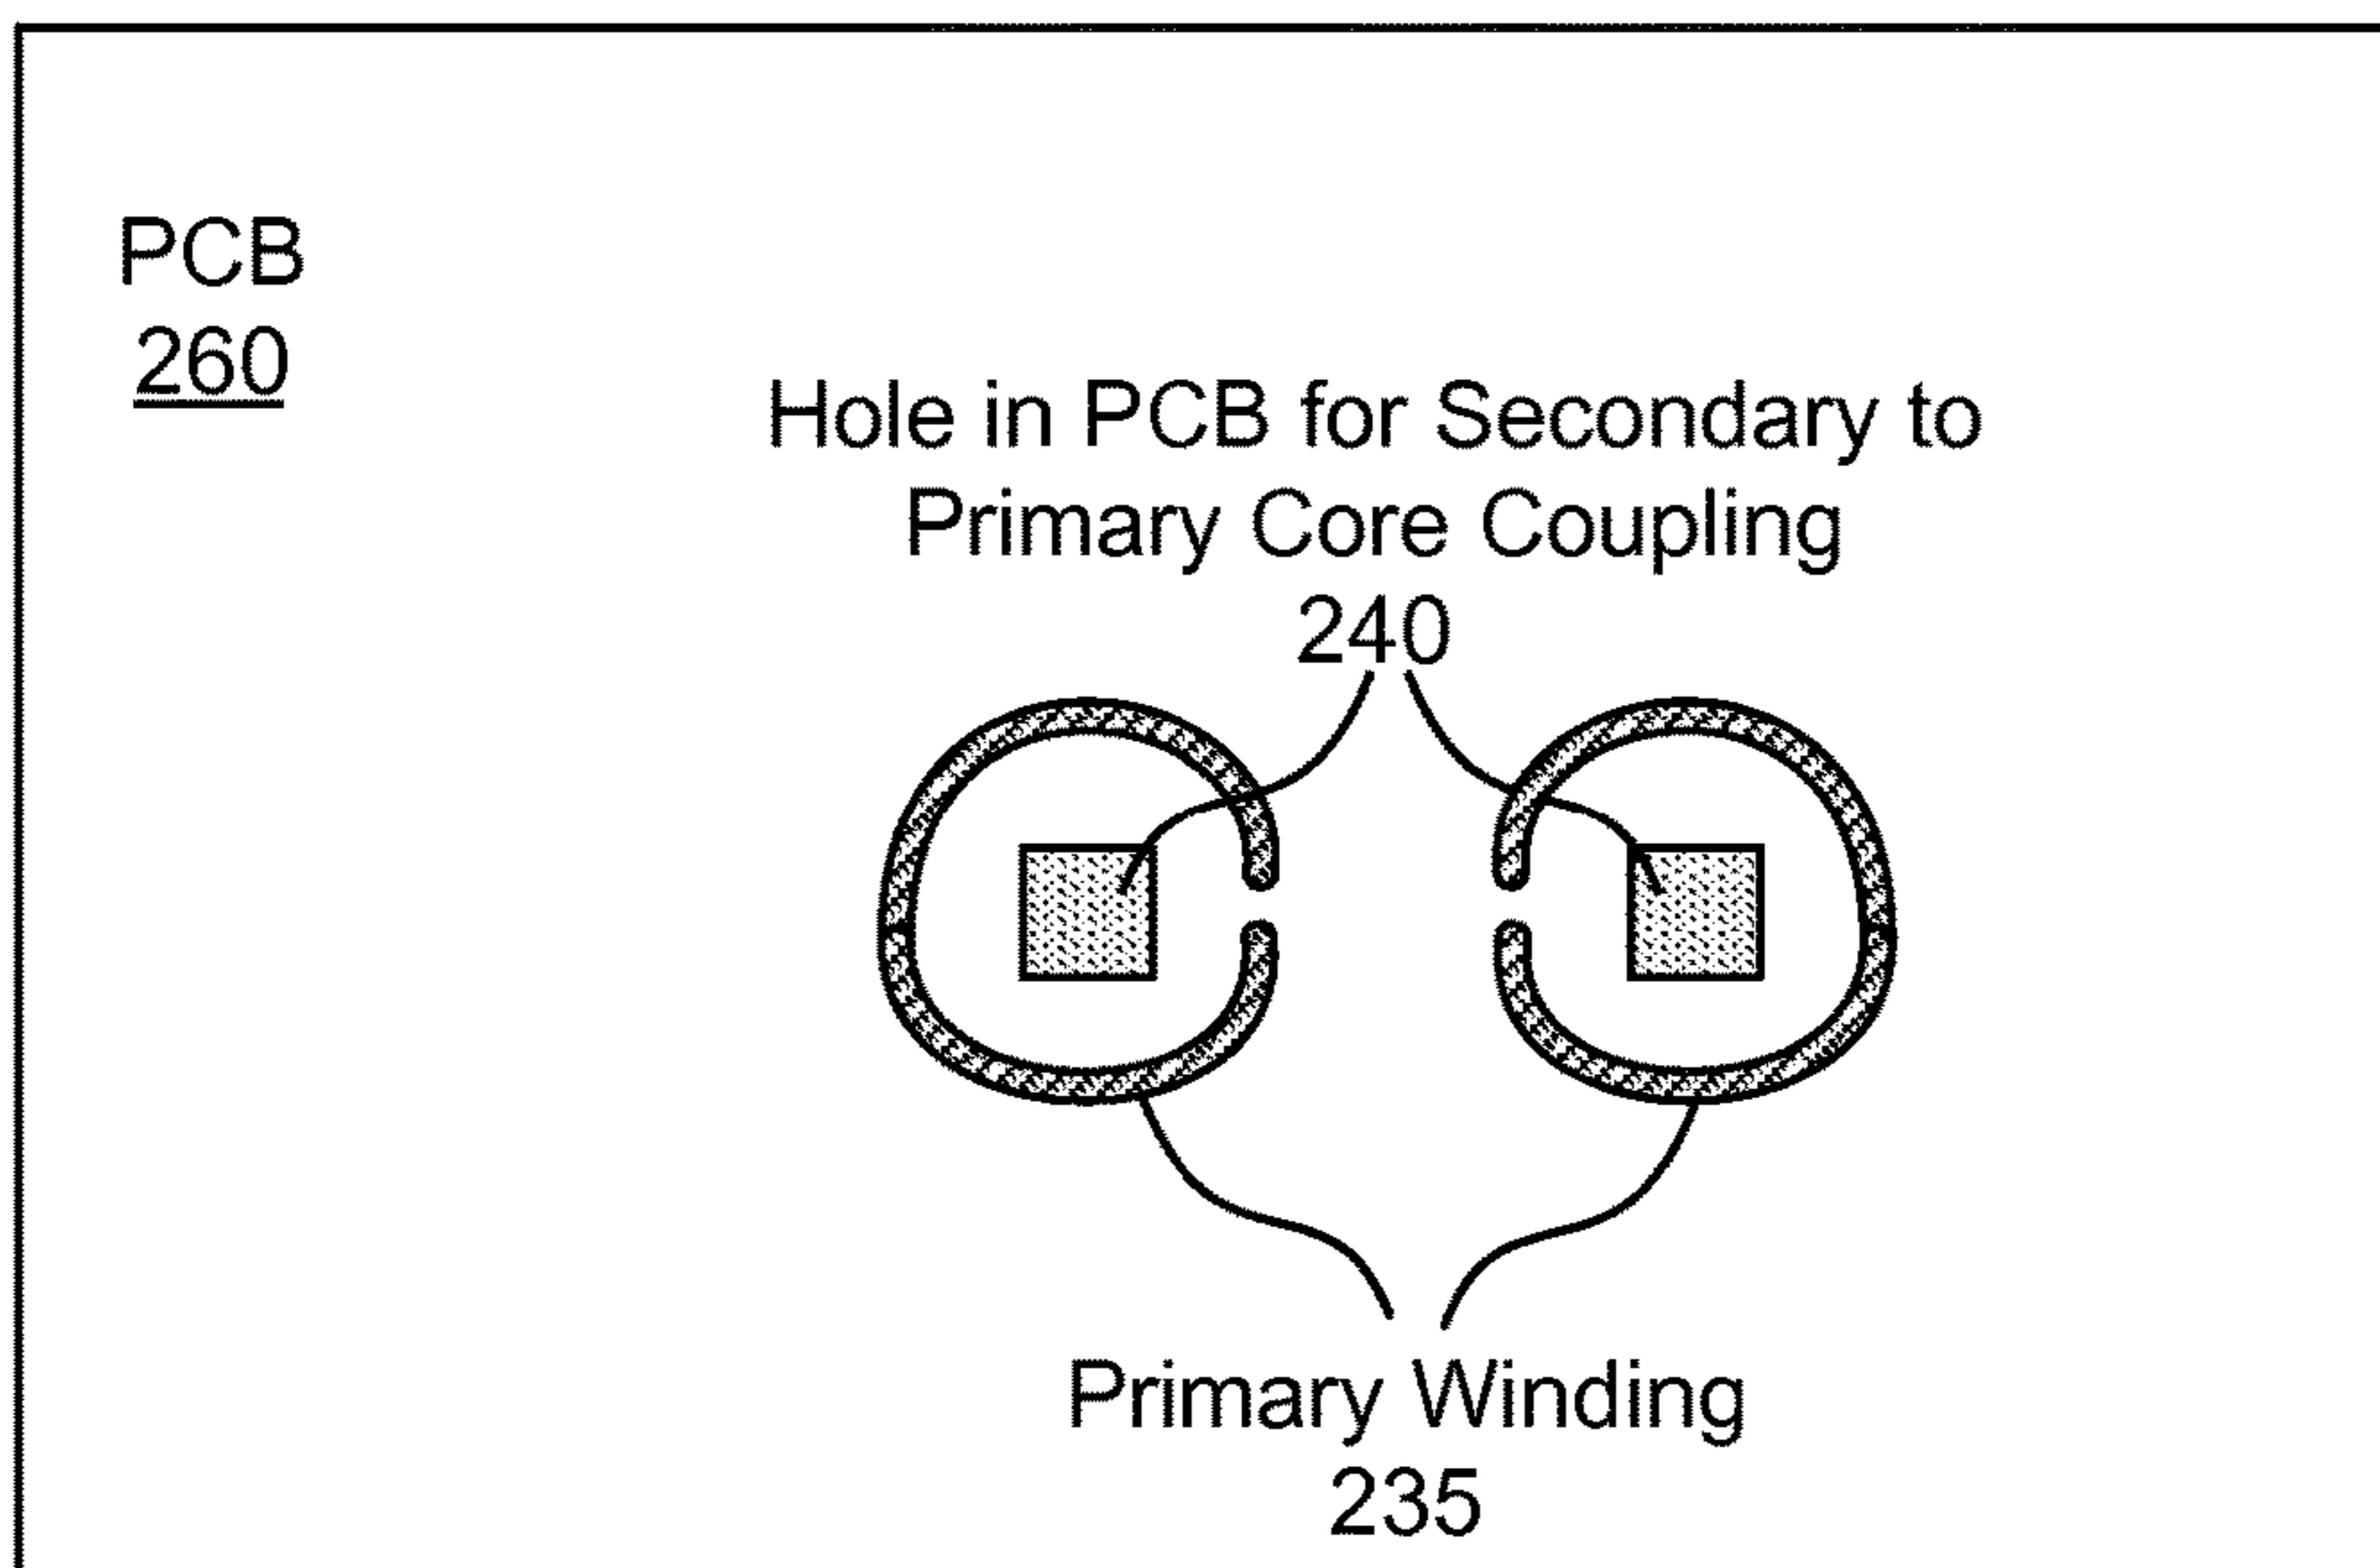 PCB
260
Hole in PCB for Secondary to
Primary Core Coupling
240
Primary Winding
235